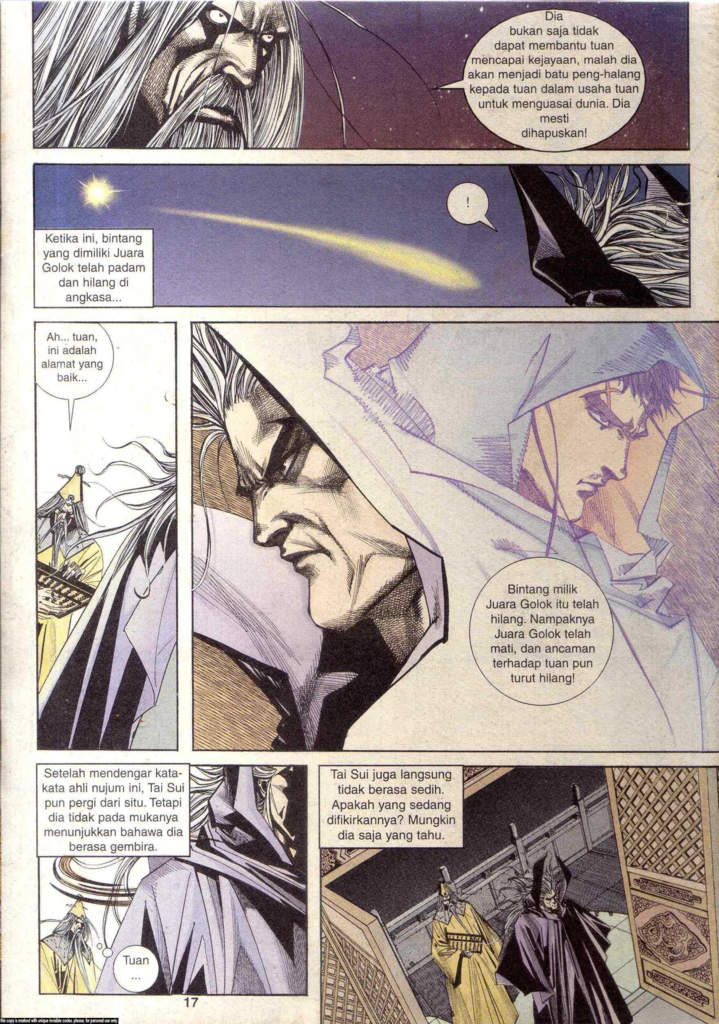 Dia
bukan saja tidak
dapat membantu tuan
mencapai kejayaan, malah dia
akan menjadi batu peng-halang
kepada tuan dalam usaha tuan
untuk menguasai dunia. Dia
mesti
dihapuskan!
!
Ketika ini, bintang
yang dimiliki Juara
Golok telah padam
dan hilang di
angkasa...
Ah... tuan,
ini adalah
alamat yang
baik...
Bintang milik
Juara Golok itu telah
hilang. Nampaknya
Juara Golok telah
mati, dan ancaman
terhadap tuan pun
turut hilang!
Setelah mendengar kata-
kata ahli nujum ini, Tai Sui
pun pergi dari situ. Tetapi
dia tidak pada mukanya
menunjukkan bahawa dia
berasa gembira.
Tuan
...
Tai Sui juga langsung
tidak berasa sedih.
Apakah yang sedang
difikirkannya? Mungkin
dia saja yang tahu.
17